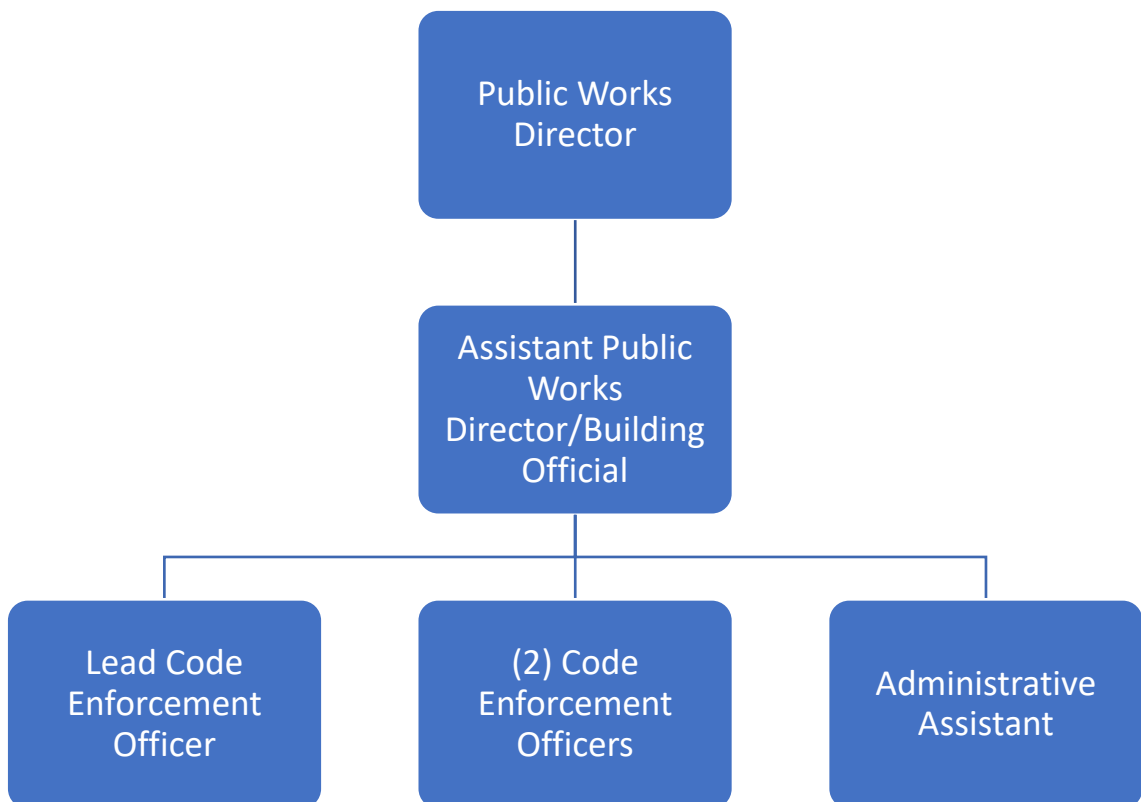 Public Works
Director
Assistant Public
Works
Director/Building
Official
Lead Code
Enforcement
Officer
(2) Code
Enforcement
Officers
Administrative
Assistant